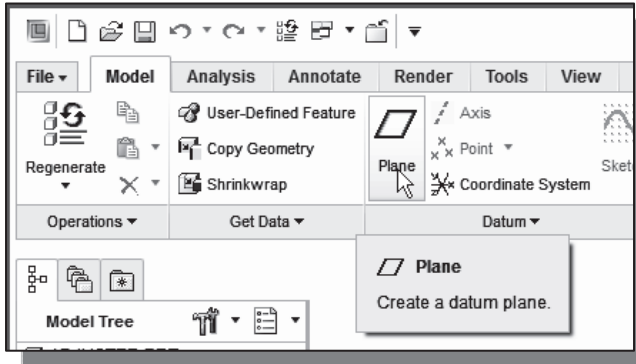 File Model Analysis Annotate Render Tools View
User-Defined Feature
Copy Geometry
Shrinkwrap
Regenerate
Plane
Axis
Point
Coordinate System
Operations Get Data Datum
Plane
Create a datum plane.
Model Tree